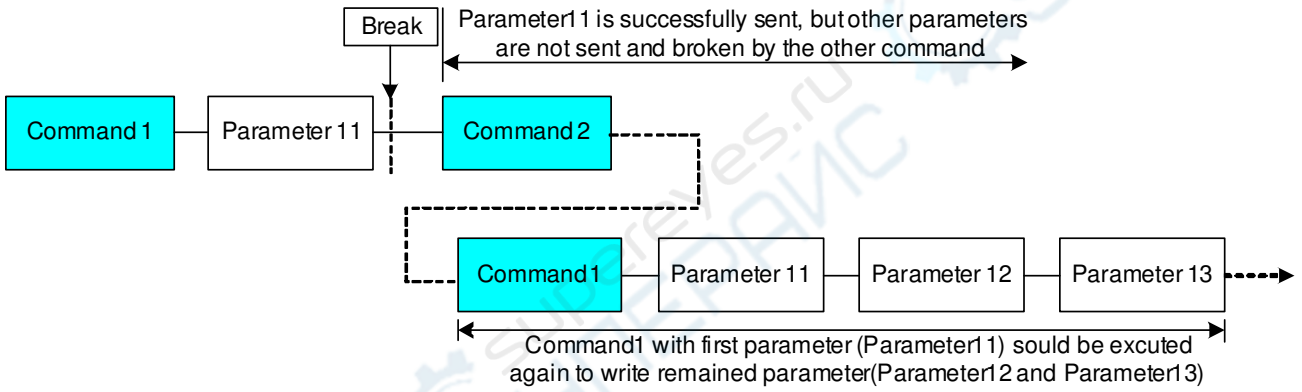 Break
Parameter11 is successfully sent, but other parameters
are not sent and broken by the other command
Command 1
Parameter 11
Command 2
Command1
Parameter 11
Parameter 12
Parameter 13
Command1 with first parameter (Parameter11) sould be excuted
again to write remained parameter(Parameter12 and Parameter13)
supereyes.ru